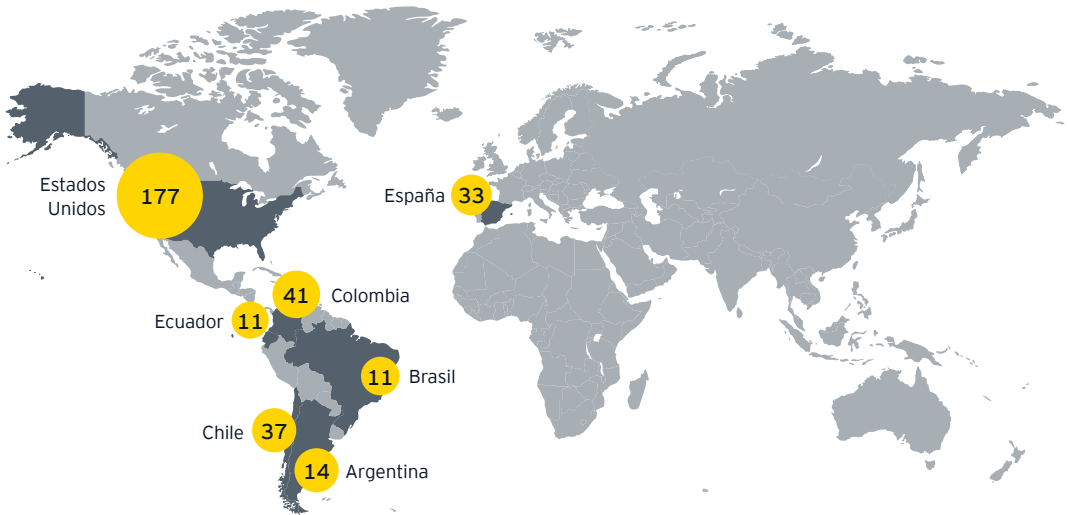 Estados
Unidos
177
España 33
41 Colombia
Ecuador 11
11 Brasil
Chile 37
14 Argentina